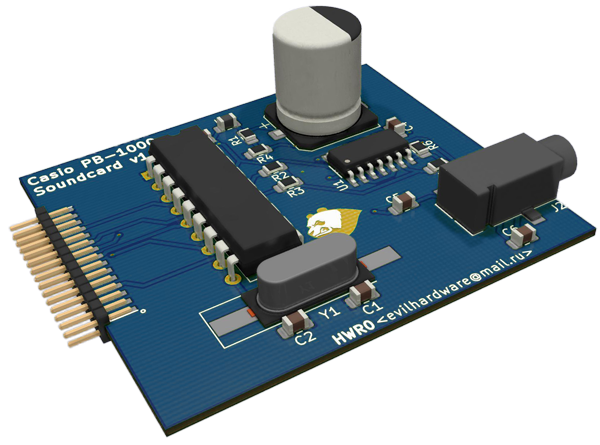 Casio PB-1000
Soundcard v1
R1
R4
R2
R3
U1
R6
C5
J2
C6
Y1
C1
C2
HWR0 <evilhardware@mail.ru>